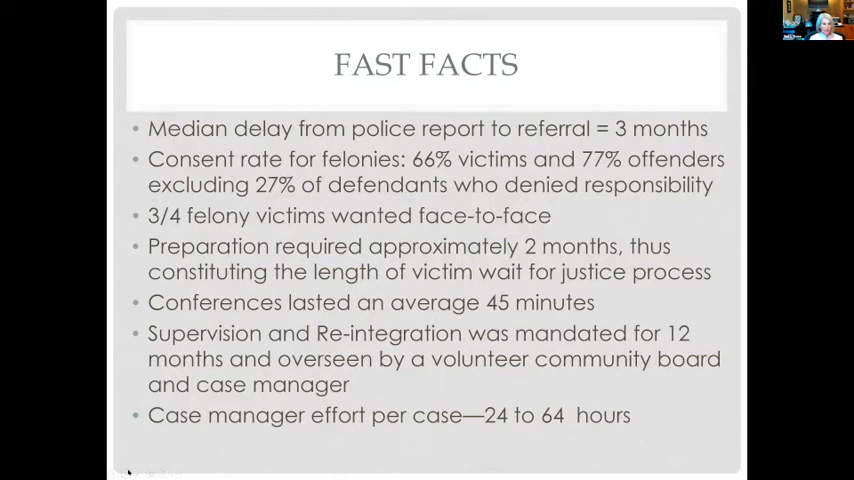 FAST FACTS
• Median delay from police report to referral = 3 months
• Consent rate for felonies: 66% victims and 77% offenders
excluding 27% of defendants who denied responsibility
• 3/4 felony victims wanted face-to-face
• Preparation required approximately 2 months, thus
constituting the length of victim wait for justice process
• Conferences lasted an average 45 minutes
• Supervision and Re-integration was mandated for 12
months and overseen by a volunteer community board
and case manager
• Case manager effort per case—24 to 64 hours